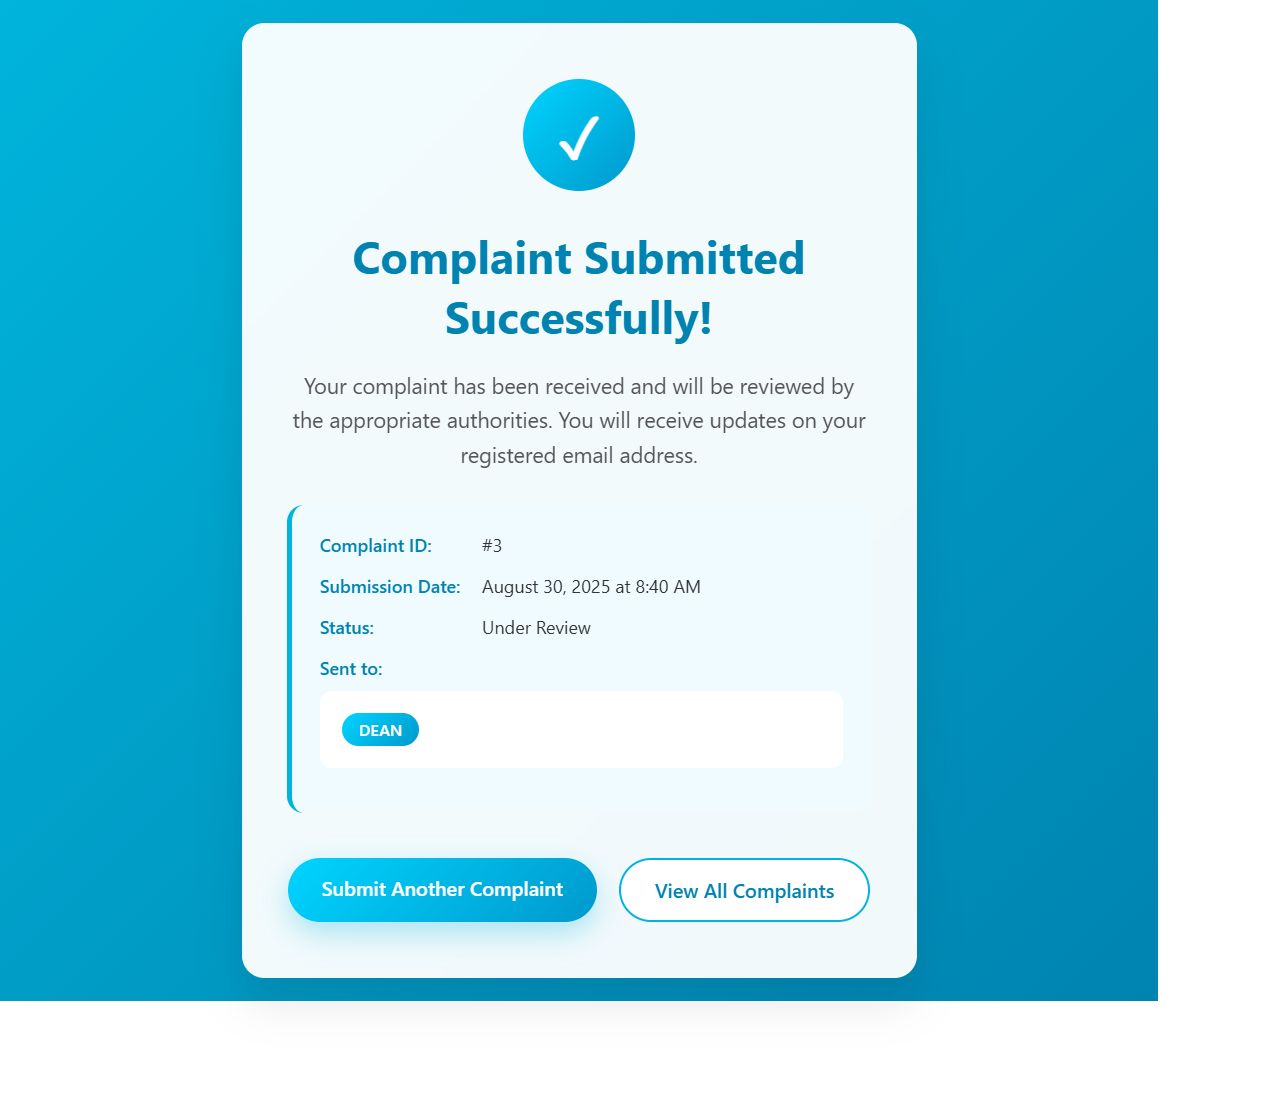 Complaint Submitted
Successfully!
Your complaint has been received and will be reviewed by
the appropriate authorities. You will receive updates on your
registered email address.
Complaint ID: #3
Submission Date: August 30, 2025 at 8:40 AM
Status: Under Review
Sent to:
DEAN
Submit Another Complaint View All Complaints